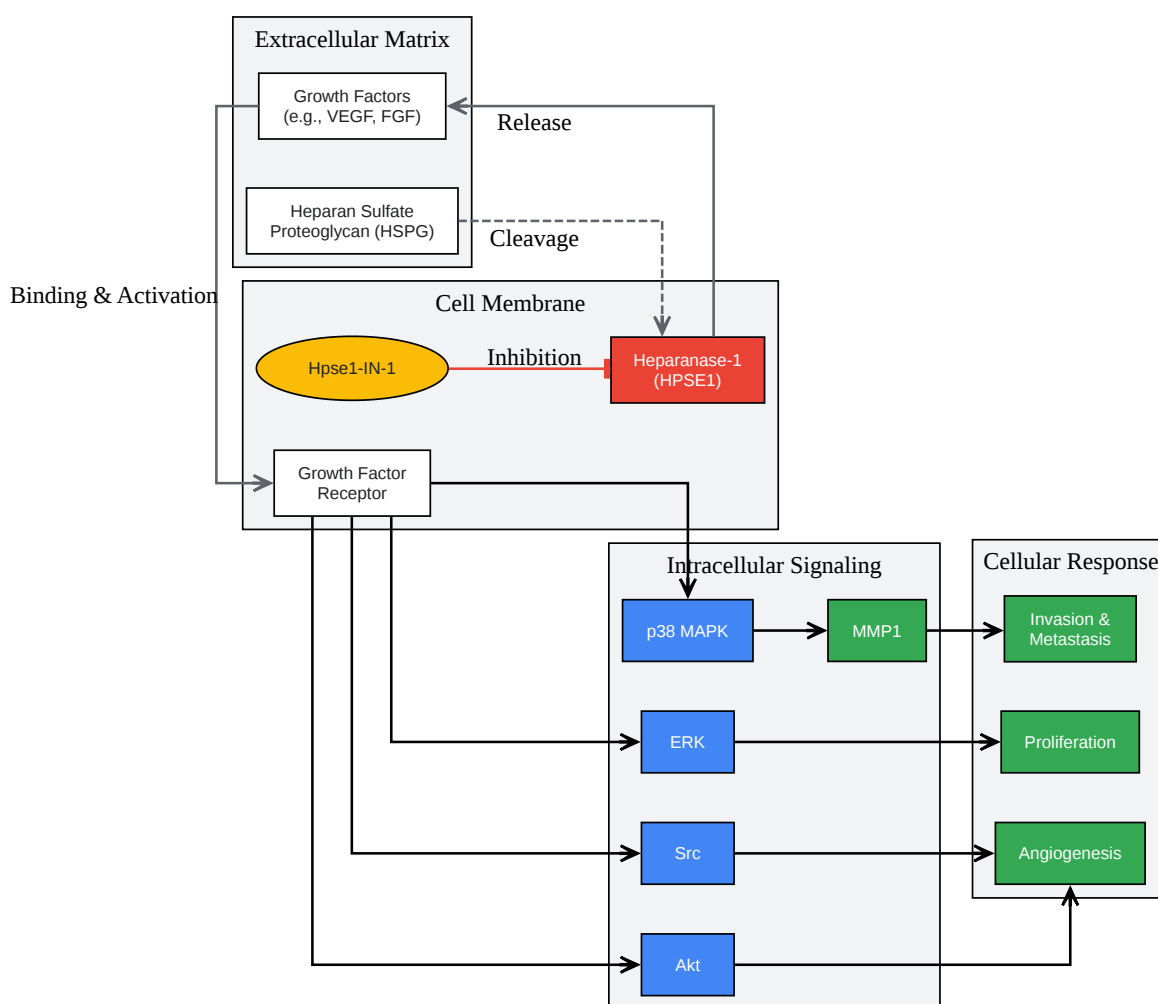 Extracellular Matrix
Growth Factors
(e.g., VEGF, FGF)
Release
Heparan Sulfate
Proteoglycan (HSPG)
Cleavage
Binding & Activation
Cell Membrane
Hpse1-IN-1
Inhibition
Heparanase-1
(HPSE1)
Growth Factor
Receptor
Intracellular Signaling
Cellular Response
p38 MAPK
MMP1
Invasion &
Metastasis
ERK
Proliferation
Src
Angiogenesis
Akt